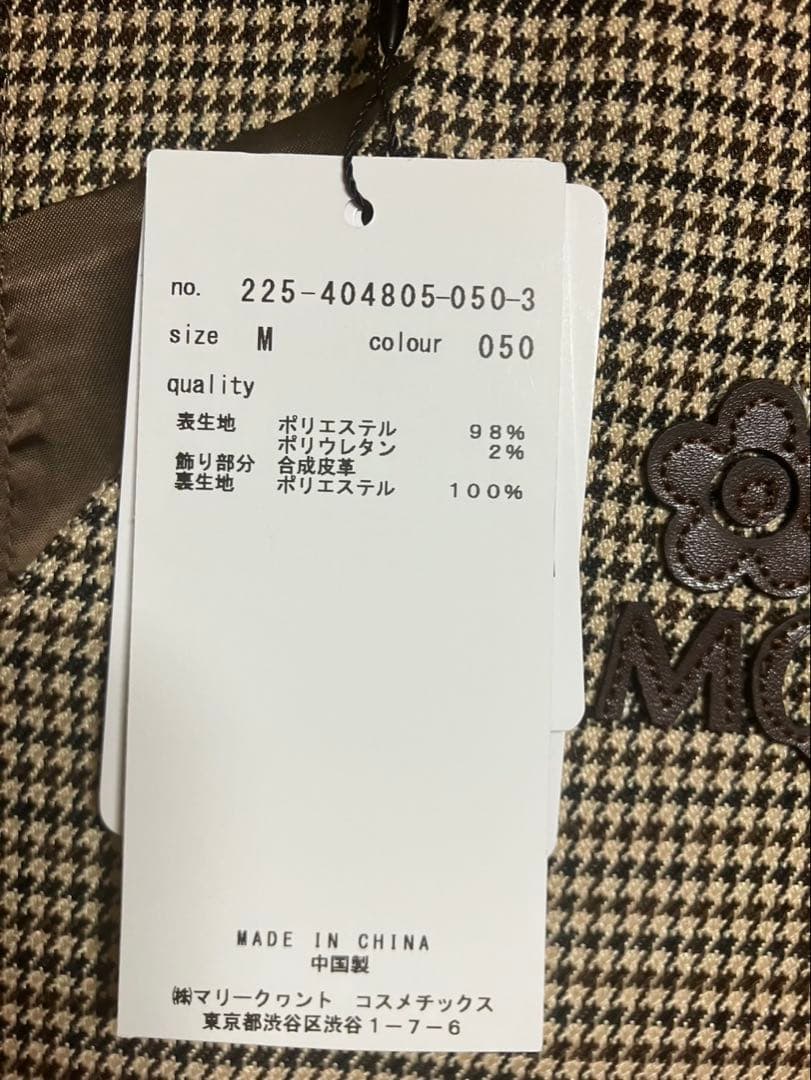 no. 225-404805-050-3
size M colour 050
quality
表生地 ポリエステル 98%
ポリウレタン 2%
飾り部分 合成皮革
裏生地 ポリエステル 100%
MADE IN CHINA
中国製
㈱マリークヮント コスメチックス
東京都渋谷区渋谷1-7-6